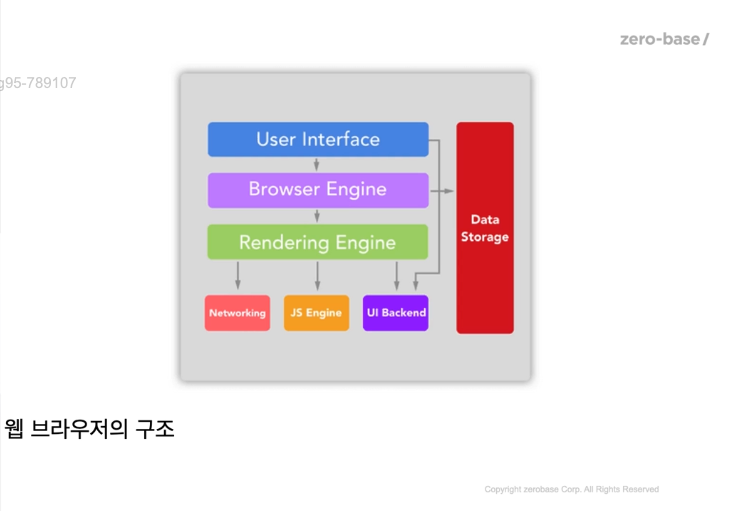 zero-base/
g95-789107
User Interface
Browser Engine
Rendering Engine
Data
Storage
Networking
JS Engine
UI Backend
웹 브라우저의 구조
Copyright zerobase Corp. All Rights Reserved